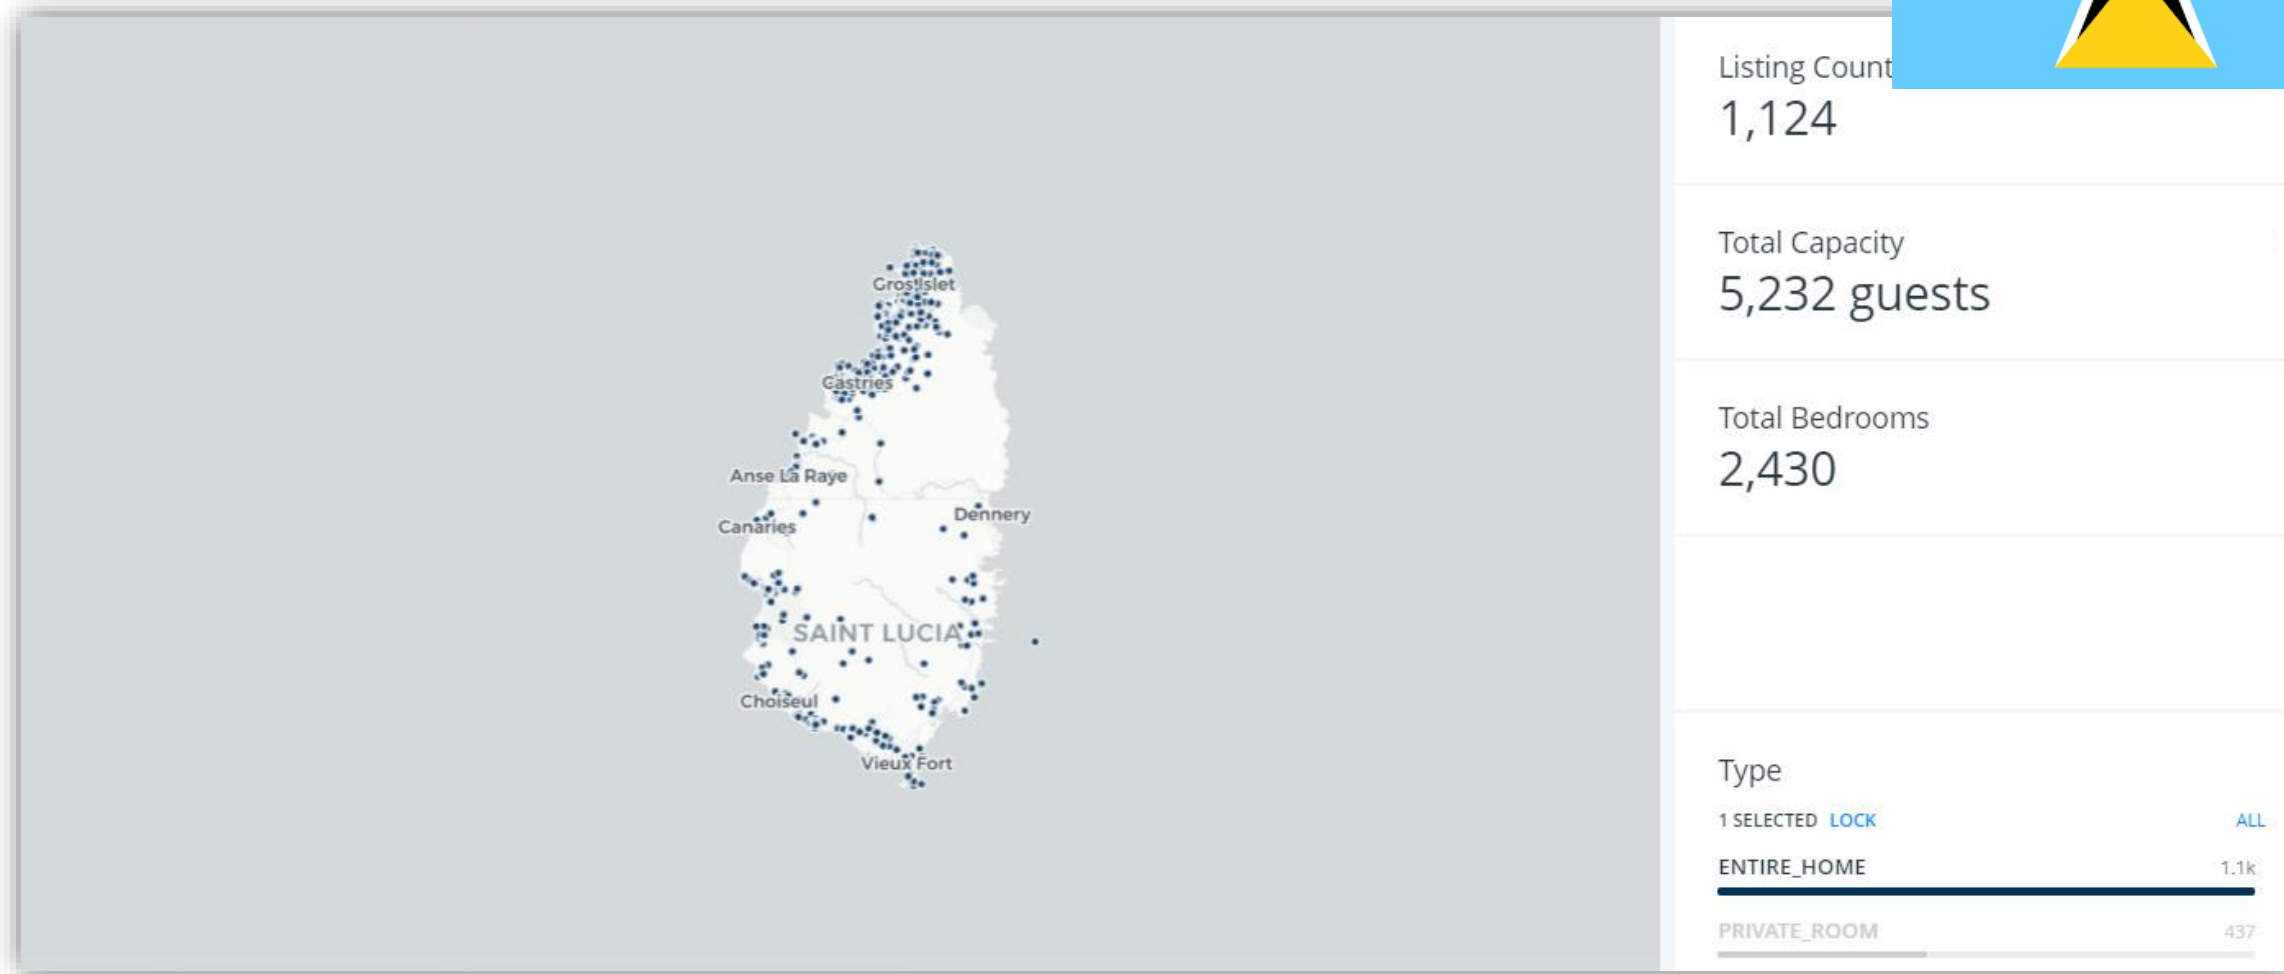 Gros Islet
Castries
Anse La Raye
Canaries
Dennery
SAINT LUCIA
Choiseul
Vieux Fort
Listing Count
1,124
Total Capacity
5,232 guests
Total Bedrooms
2,430
Type
1 SELECTED LOCK ALL
ENTIRE_HOME 1.1k
PRIVATE_ROOM 437